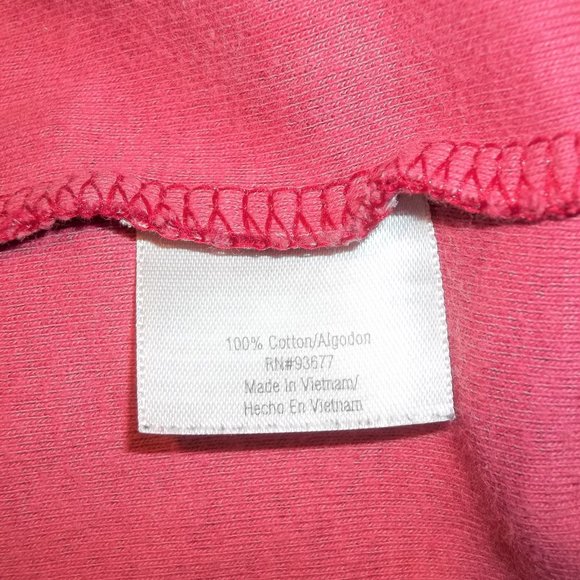 100% Cotton/Algodon
RN#93677
Made In Vietnam/
Hecho En Vietnam